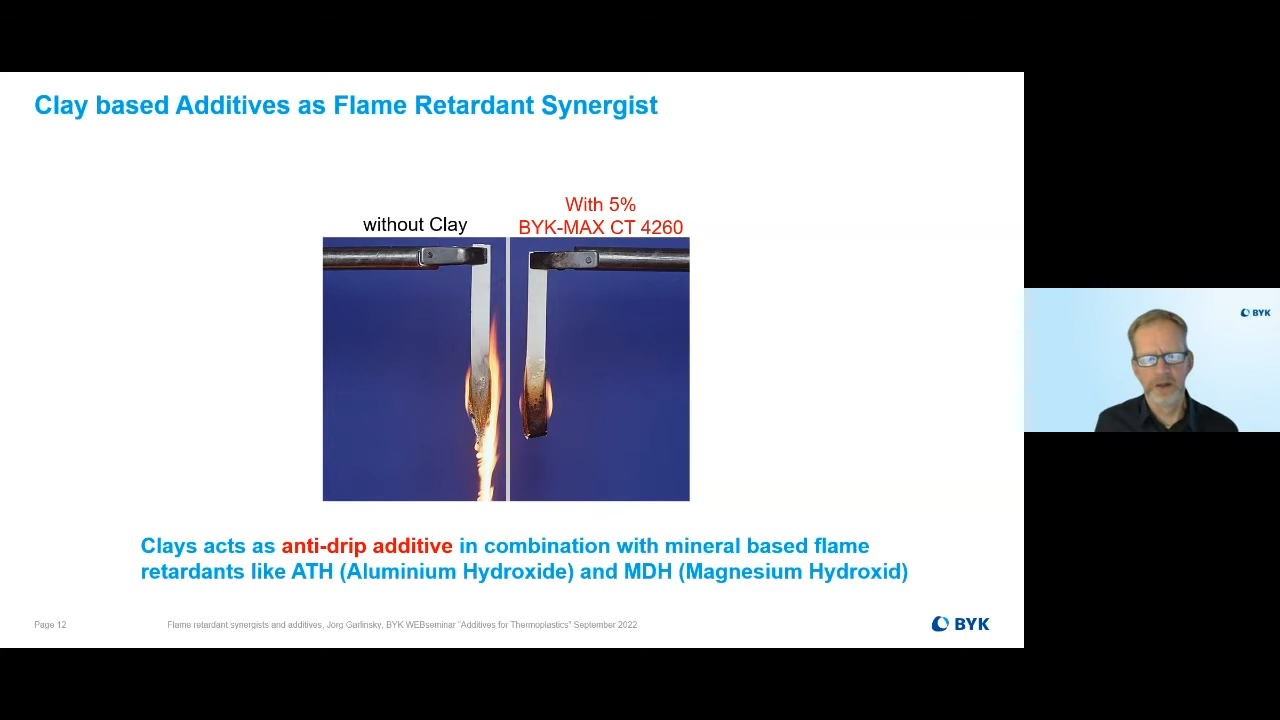 Clay based Additives as Flame Retardant Synergist
without Clay
With 5%
BYK-MAX CT 4260
Clays acts as anti-drip additive in combination with mineral based flame
retardants like ATH (Aluminium Hydroxide) and MDH (Magnesium Hydroxid)
Page 12
Flame retardant synergists and additives, Jörg Garlinsky, BYK WEBseminar "Additives for Thermoplastics" September 2022
BYK
BYK